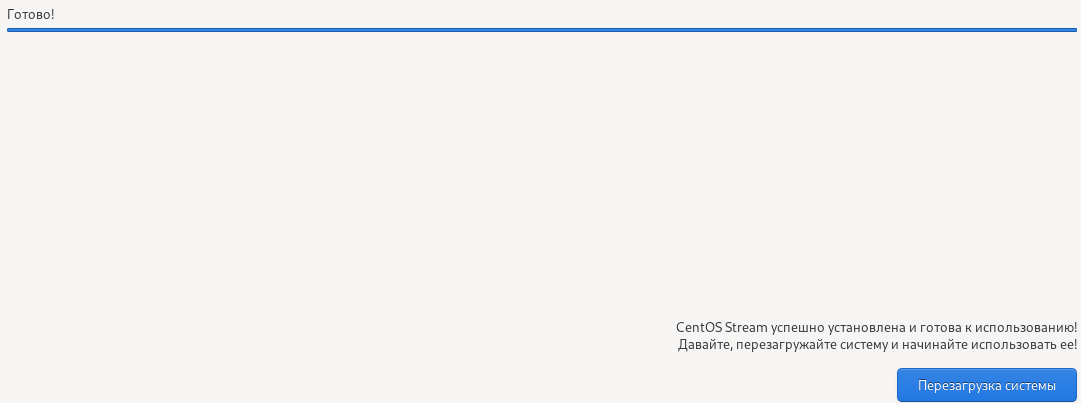 Готово!
CentOS Stream успешно установлена и готова к использованию!
Давайте, перезагружайте систему и начинайте использовать ее!
Перезагрузка системы